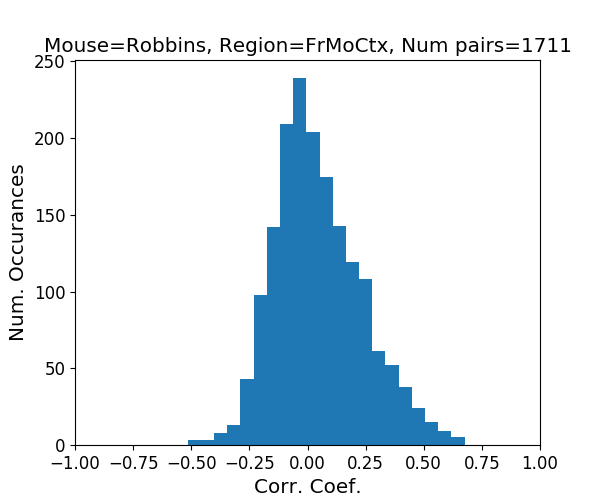 Mouse=Robbins, Region=FrMoCtx, Num pairs=1711
250
200
150
100
50
0
Num. Occurances
−1.00 −0.75 −0.50 −0.25 0.00 0.25 0.50 0.75 1.00
Corr. Coef.